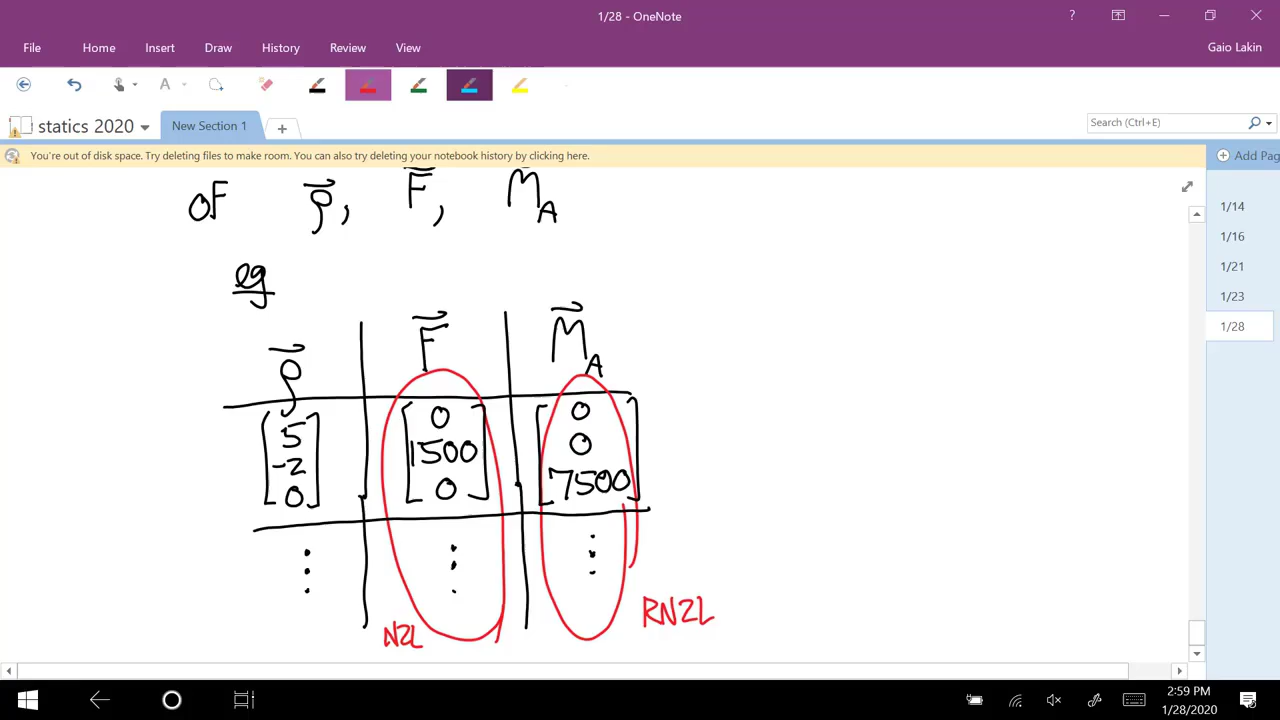 1/28 - OneNote
?
File Home Insert Draw History Review View
Gaio Lakin
statics 2020
New Section 1
Search (Ctrl+E)
You're out of disk space. Try deleting files to make room. You can also try deleting your notebook history by clicking here.
Add Pag
1/14
1/16
1/21
1/23
1/28
OF ρ⃗, F⃗, M⃗_A
eg
ρ⃗ F⃗ M⃗_A
5 0 0
-2 1500 0
0 0 7500
⋮ ⋮ ⋮
N2L RN2L
2:59 PM
1/28/2020